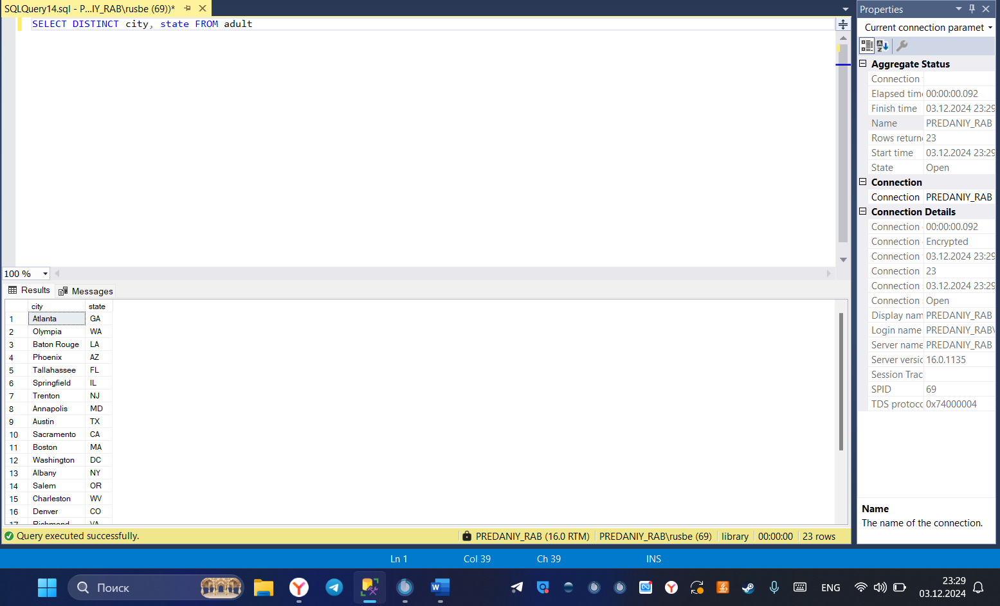 SQLQuery14.sql - P...IY_RAB\rusbe (69))*
SELECT DISTINCT city, state FROM adult
100 %
Results Messages
city state
1 Atlanta GA
2 Olympia WA
3 Baton Rouge LA
4 Phoenix AZ
5 Tallahassee FL
6 Springfield IL
7 Trenton NJ
8 Annapolis MD
9 Austin TX
10 Sacramento CA
11 Boston MA
12 Washington DC
13 Albany NY
14 Salem OR
15 Charleston WV
16 Denver CO
17 Richmond VA
Query executed successfully. PREDANIY_RAB (16.0 RTM) PREDANIY_RAB\rusbe (69) library 00:00:00 23 rows
Properties
Current connection paramet
Aggregate Status
Connection
Elapsed time 00:00:00.092
Finish time 03.12.2024 23:29
Name PREDANIY_RAB
Rows return 23
Start time 03.12.2024 23:29
State Open
Connection
Connection PREDANIY_RAB
Connection Details
Connection 00:00:00.092
Connection Encrypted
Connection 03.12.2024 23:29
Connection 23
Connection 03.12.2024 23:29
Connection Open
Display nam PREDANIY_RAB
Login name PREDANIY_RAB\
Server name PREDANIY_RAB
Server versio 16.0.1135
Session Trac
SPID 69
TDS protoco 0x74000004
Name
The name of the connection.
Ln 1 Col 39 Ch 39 INS
Поиск
ENG
23:29
03.12.2024